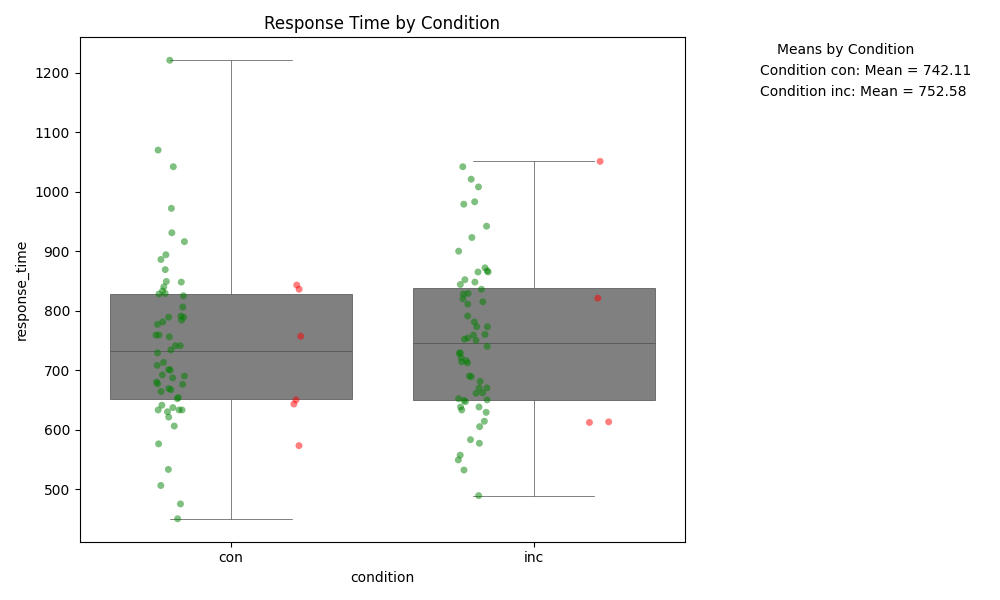 Response Time by Condition
Means by Condition
Condition con: Mean = 742.11
Condition inc: Mean = 752.58
response_time
1200
1100
1000
900
800
700
600
500
con
inc
condition